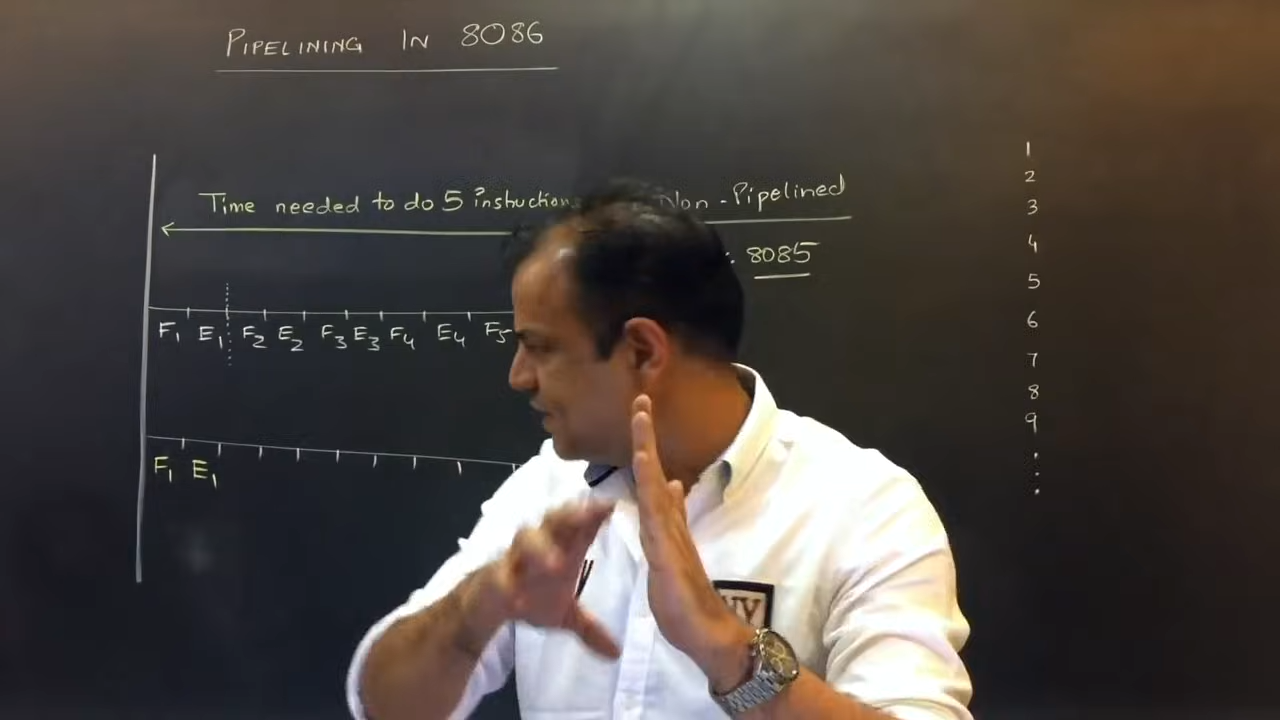 PIPELINING IN 8086
Time needed to do 5 instuctions Non-Pipelined
: 8085
F1 E1 F2 E2 F3 E3 F4 E4 F5
F1 E1
1
2
3
4
5
6
7
8
9